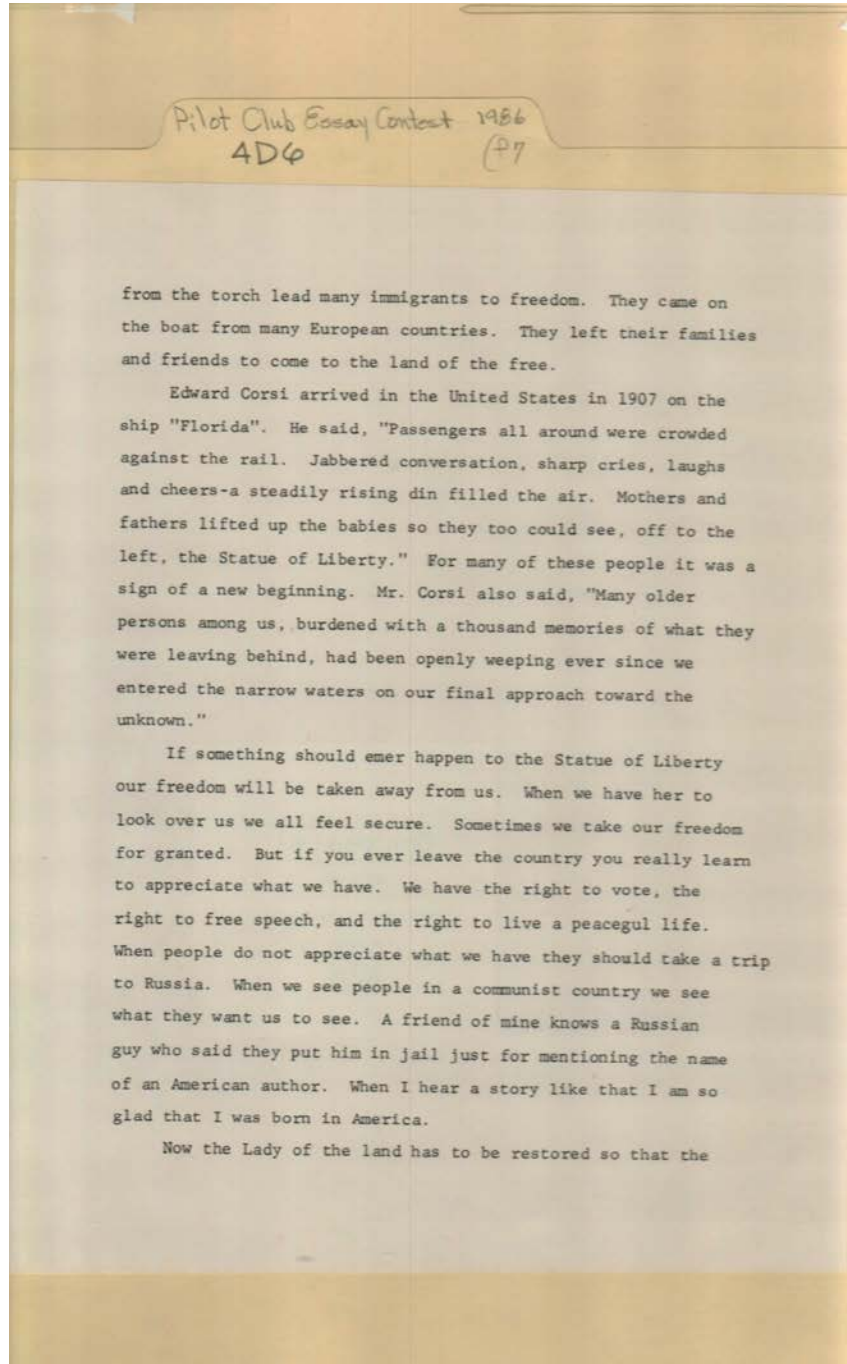 Pilot Club Essay Contest 1986
4D6 (P7
from the torch lead many immigrants to freedom. They came on
the boat from many European countries. They left their families
and friends to come to the land of the free.
Edward Corsi arrived in the United States in 1907 on the
ship "Florida". He said, "Passengers all around were crowded
against the rail. Jabbered conversation, sharp cries, laughs
and cheers-a steadily rising din filled the air. Mothers and
fathers lifted up the babies so they too could see, off to the
left, the Statue of Liberty." For many of these people it was a
sign of a new beginning. Mr. Corsi also said, "Many older
persons among us, burdened with a thousand memories of what they
were leaving behind, had been openly weeping ever since we
entered the narrow waters on our final approach toward the
unknown."
If something should emer happen to the Statue of Liberty
our freedom will be taken away from us. When we have her to
look over us we all feel secure. Sometimes we take our freedom
for granted. But if you ever leave the country you really learn
to appreciate what we have. We have the right to vote, the
right to free speech, and the right to live a peacegul life.
When people do not appreciate what we have they should take a trip
to Russia. When we see people in a communist country we see
what they want us to see. A friend of mine knows a Russian
guy who said they put him in jail just for mentioning the name
of an American author. When I hear a story like that I am so
glad that I was born in America.
Now the Lady of the land has to be restored so that the